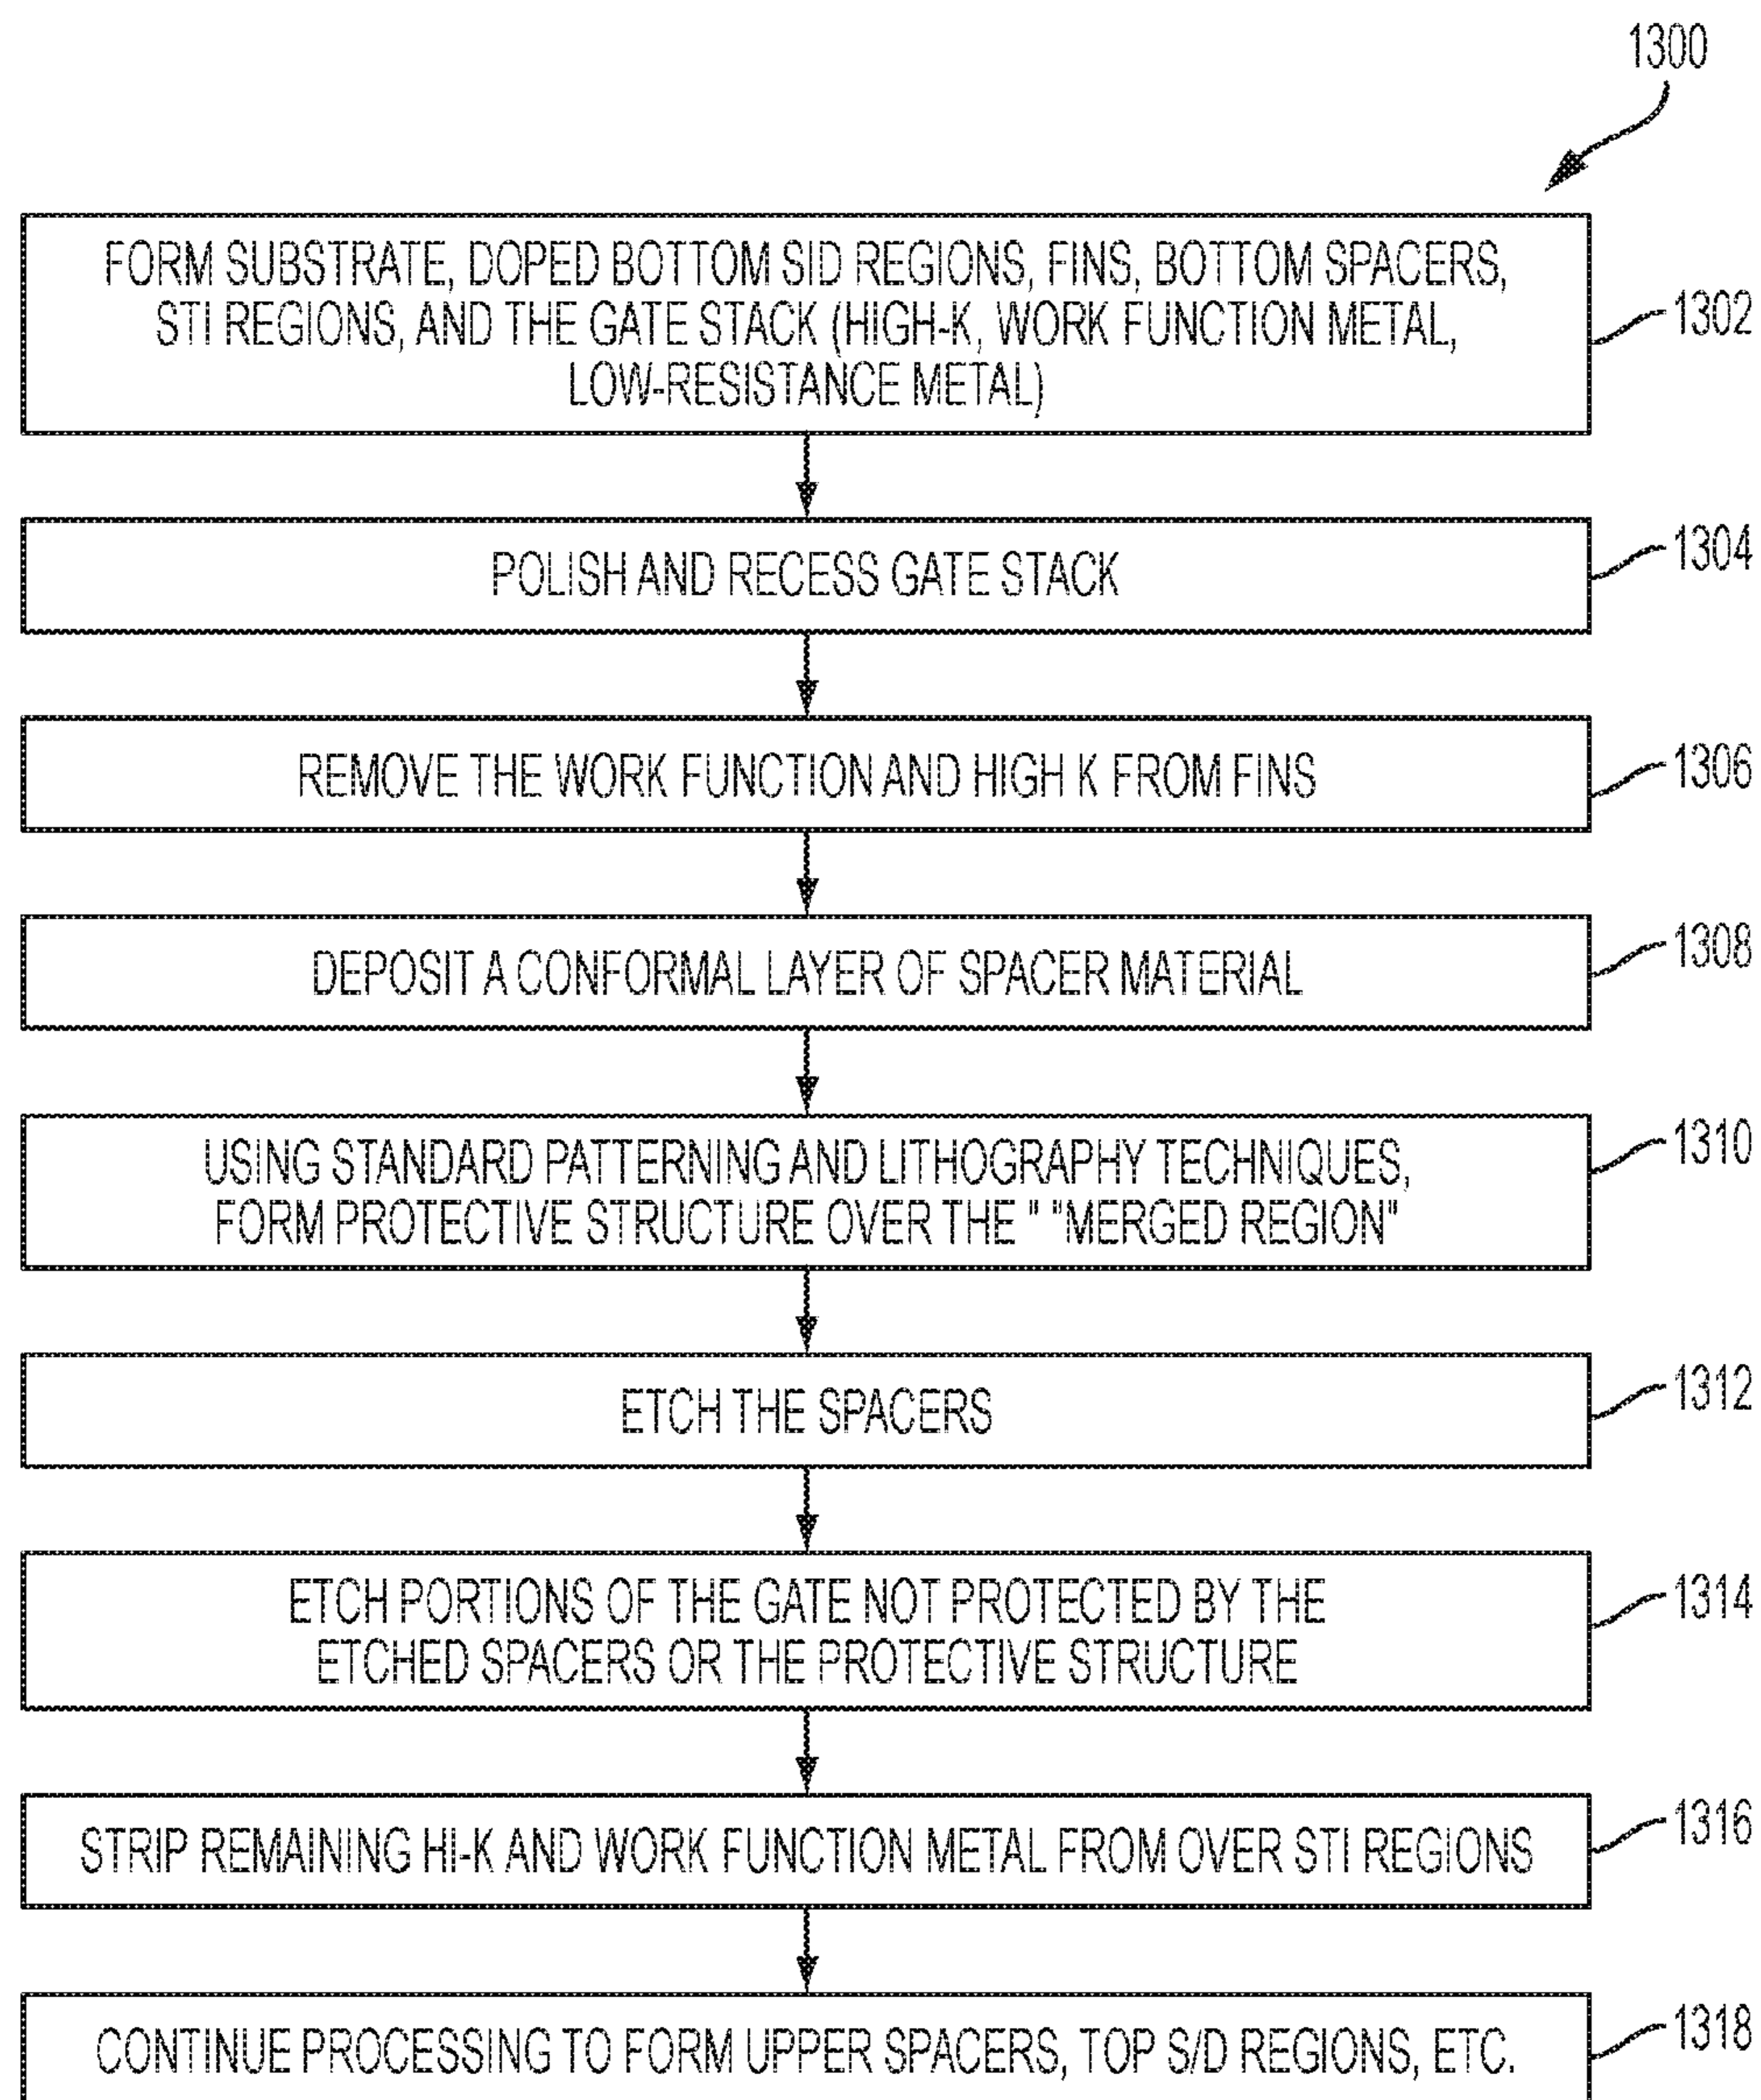 1300
FORM SUBSTRATE, DOPED BOTTOM SID REGIONS, FINS, BOTTOM SPACERS,
STI REGIONS, AND THE GATE STACK (HIGH-K, WORK FUNCTION METAL,
LOW-RESISTANCE METAL)
1302
POLISH AND RECESS GATE STACK
1304
REMOVE THE WORK FUNCTION AND HIGH K FROM FINS
1306
DEPOSIT A CONFORMAL LAYER OF SPACER MATERIAL
1308
USING STANDARD PATTERNING AND LITHOGRAPHY TECHNIQUES,
FORM PROTECTIVE STRUCTURE OVER THE " "MERGED REGION"
1310
ETCH THE SPACERS
1312
ETCH PORTIONS OF THE GATE NOT PROTECTED BY THE
ETCHED SPACERS OR THE PROTECTIVE STRUCTURE
1314
STRIP REMAINING HI-K AND WORK FUNCTION METAL FROM OVER STI REGIONS
1316
CONTINUE PROCESSING TO FORM UPPER SPACERS, TOP S/D REGIONS, ETC.
1318